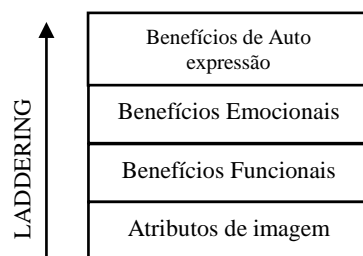 LADDERING
Benefícios de Auto
expressão
Benefícios Emocionais
Benefícios Funcionais
Atributos de imagem